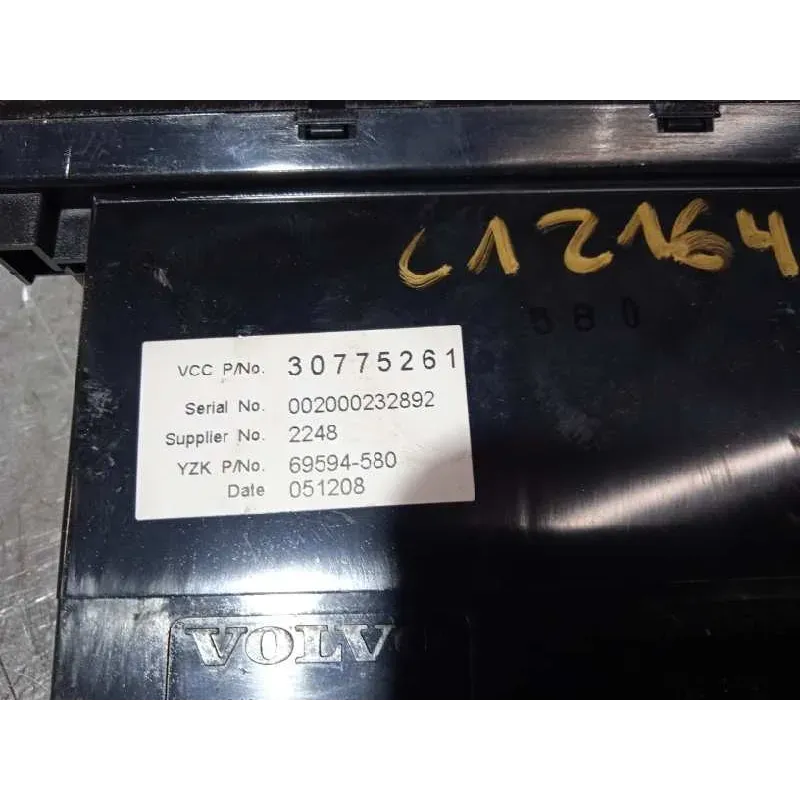 C12164
580
VCC P/No. 30775261
Serial No. 002000232892
Supplier No. 2248
YZK P/No. 69594-580
Date 051208
VOLVO